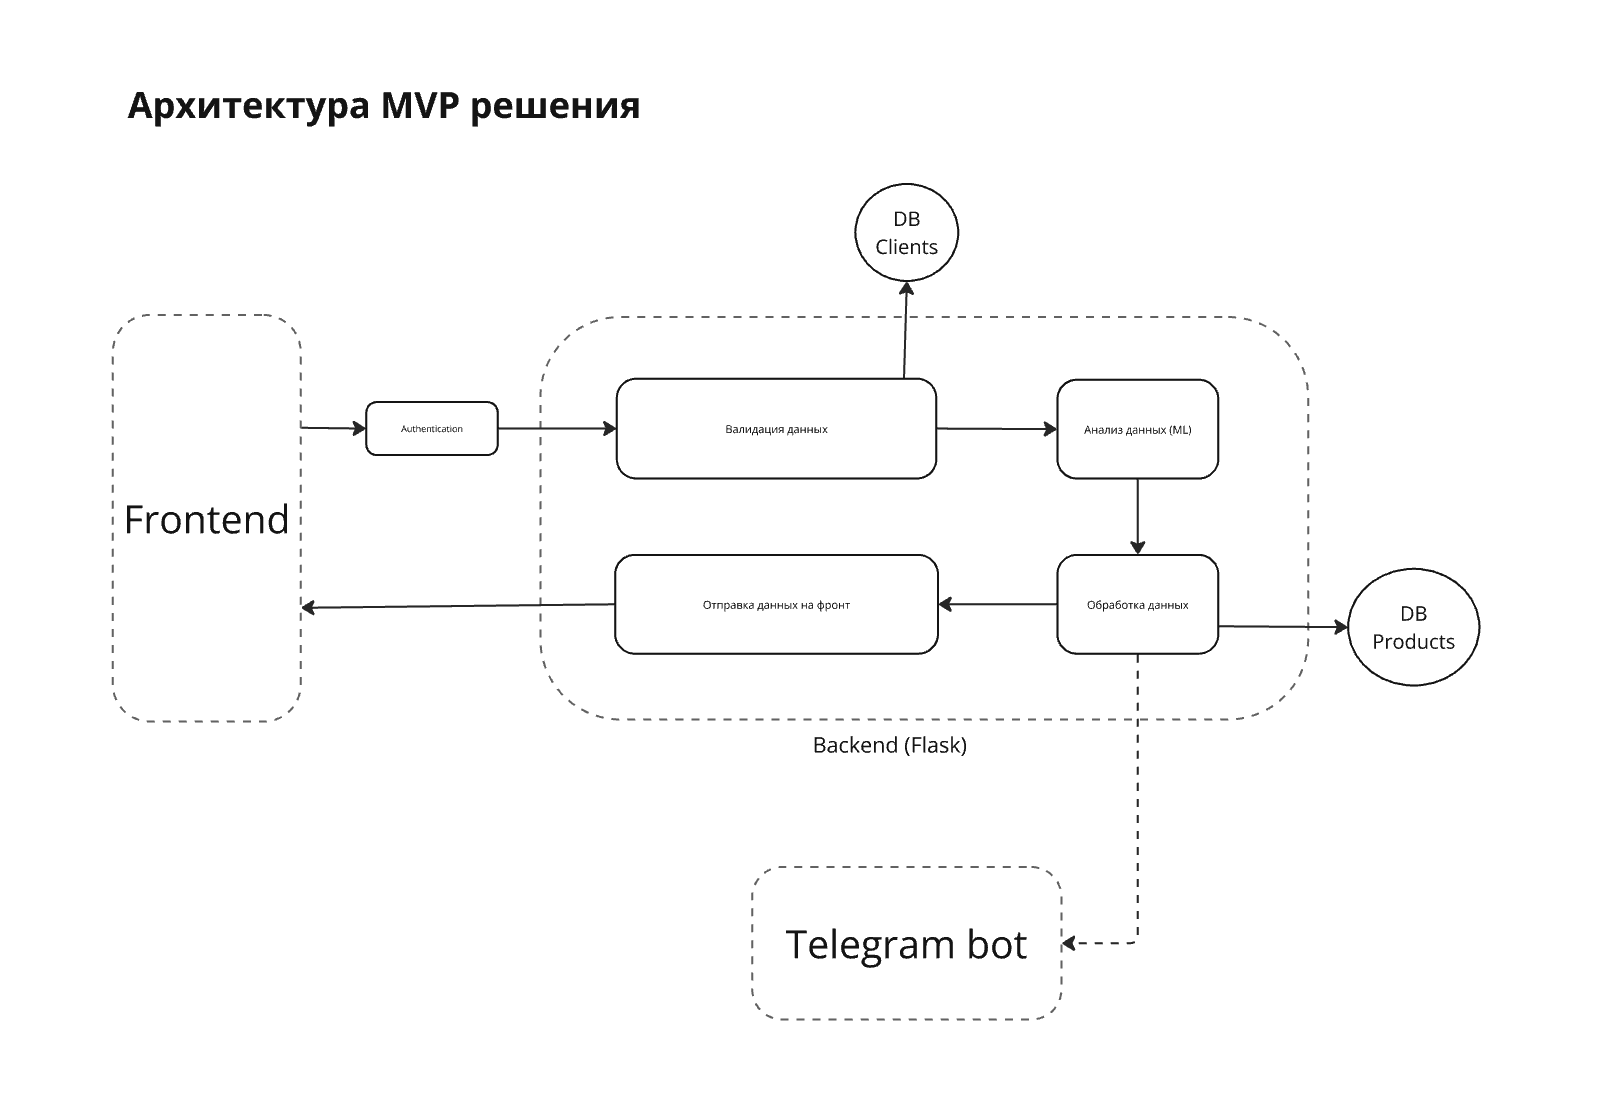 Архитектура MVP решения
DB
Clients
Authentication
Валидация данных
Анализ данных (ML)
Frontend
Отправка данных на фронт
Обработка данных
DB
Products
Backend (Flask)
Telegram bot